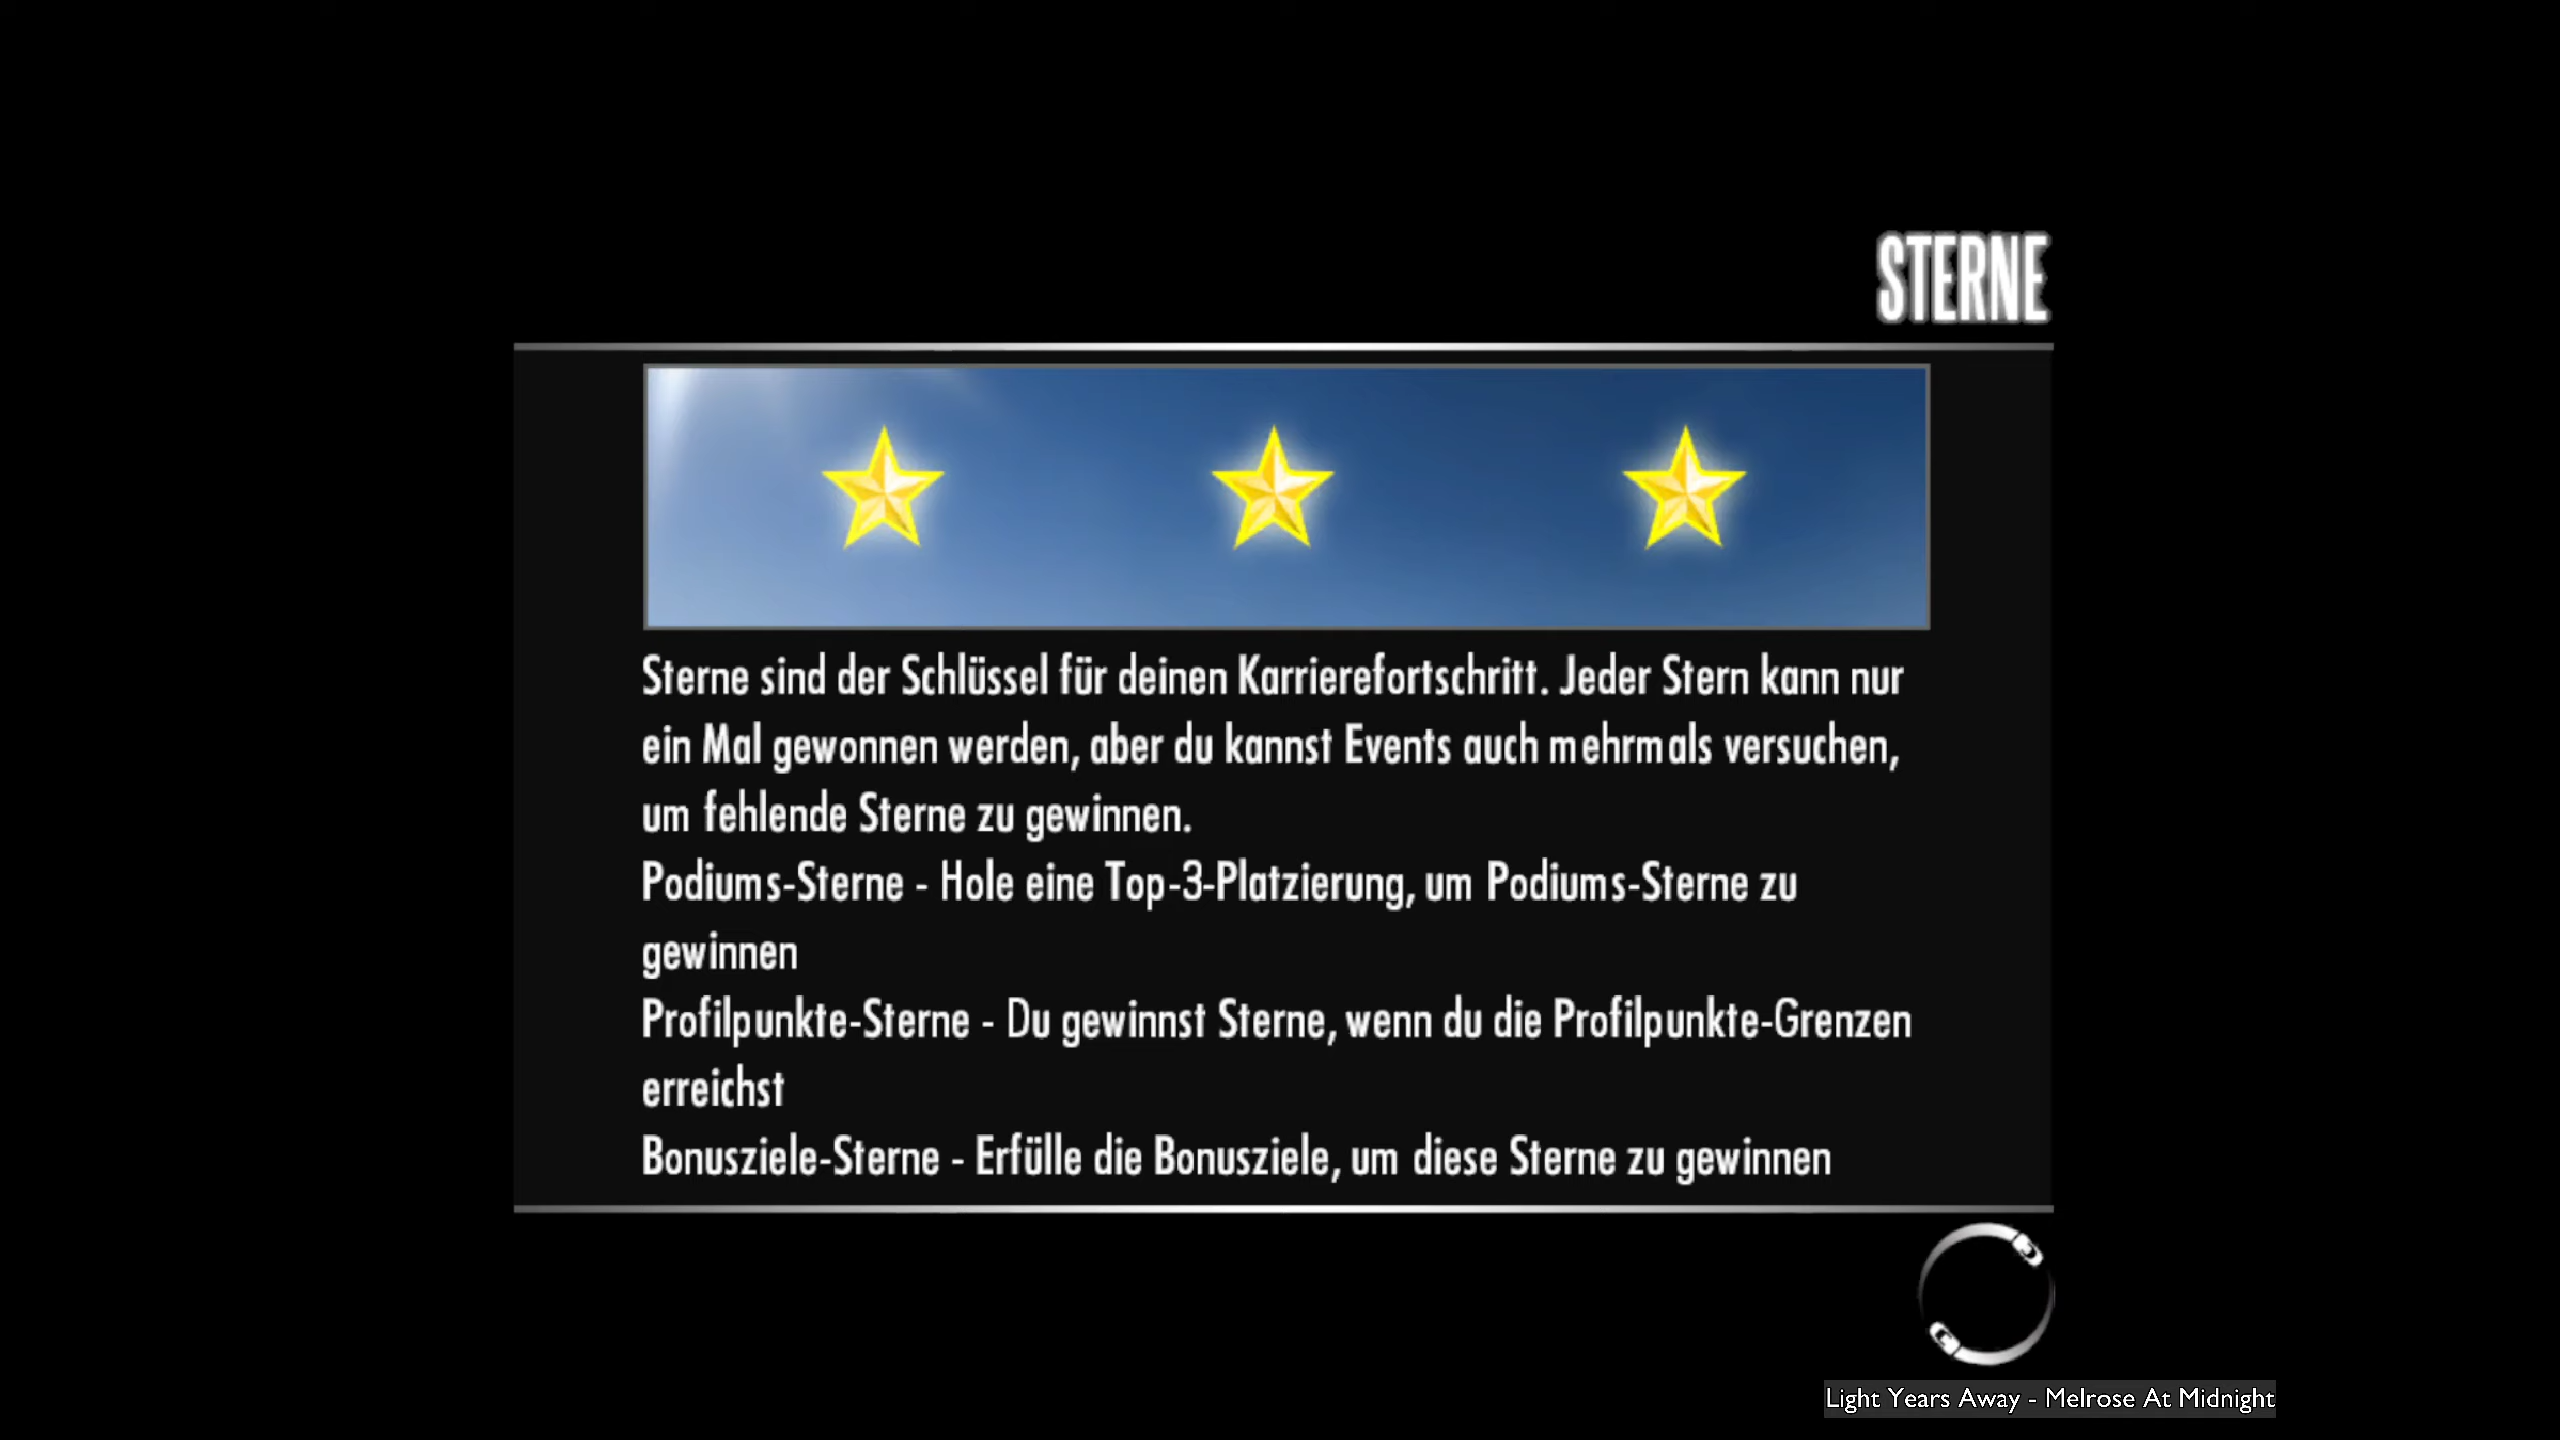 STERNE
Sterne sind der Schlüssel für deinen Karrierefortschritt. Jeder Stern kann nur
ein Mal gewonnen werden, aber du kannst Events auch mehrmals versuchen,
um fehlende Sterne zu gewinnen.
Podiums-Sterne - Hole eine Top-3-Platzierung, um Podiums-Sterne zu
gewinnen
Profilpunkte-Sterne - Du gewinnst Sterne, wenn du die Profilpunkte-Grenzen
erreichst
Bonusziele-Sterne - Erfülle die Bonusziele, um diese Sterne zu gewinnen
Light Years Away - Melrose At Midnight